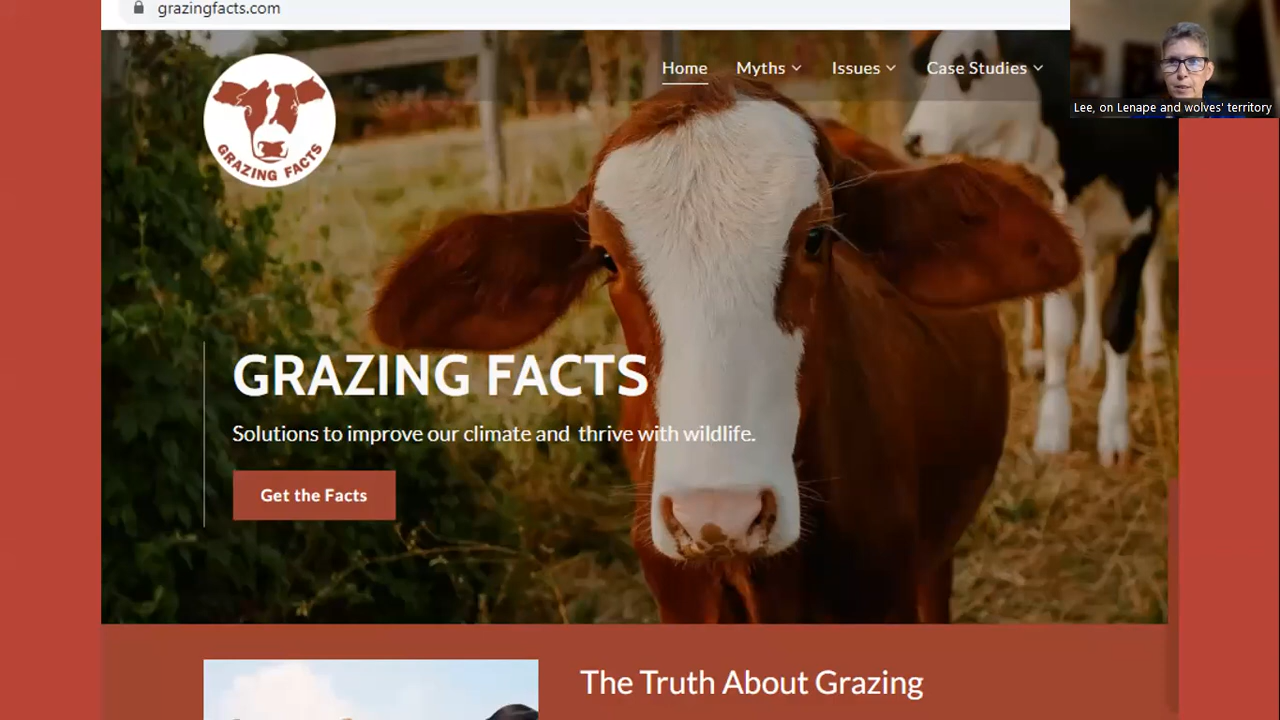 grazingfacts.com
Home Myths Issues Case Studies
Lee, on Lenape and wolves' territory
GRAZING FACTS
GRAZING FACTS
Solutions to improve our climate and thrive with wildlife.
Get the Facts
The Truth About Grazing